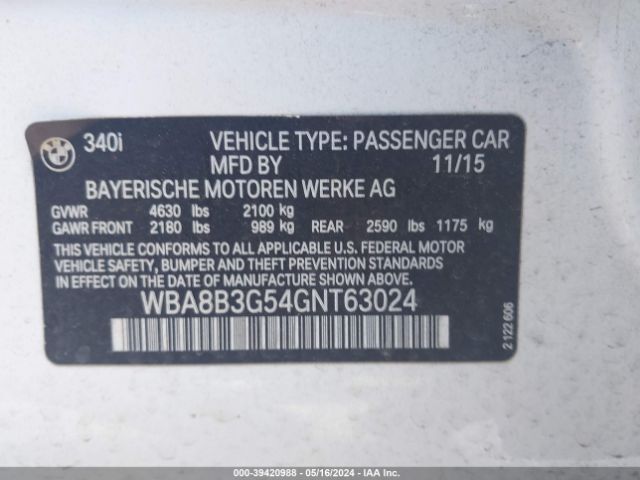 BMW
340i VEHICLE TYPE: PASSENGER CAR
MFD BY 11/15
BAYERISCHE MOTOREN WERKE AG
GVWR 4630 lbs 2100 kg
GAWR FRONT 2180 lbs 989 kg REAR 2590 lbs 1175 kg
THIS VEHICLE CONFORMS TO ALL APPLICABLE U.S. FEDERAL MOTOR
VEHICLE SAFETY, BUMPER AND THEFT PREVENTION STANDARDS
IN EFFECT ON THE DATE OF MANUFACTURE SHOWN ABOVE.
WBA8B3G54GNT63024
2 122 606
000-39420988 - 05/16/2024 - IAA Inc.